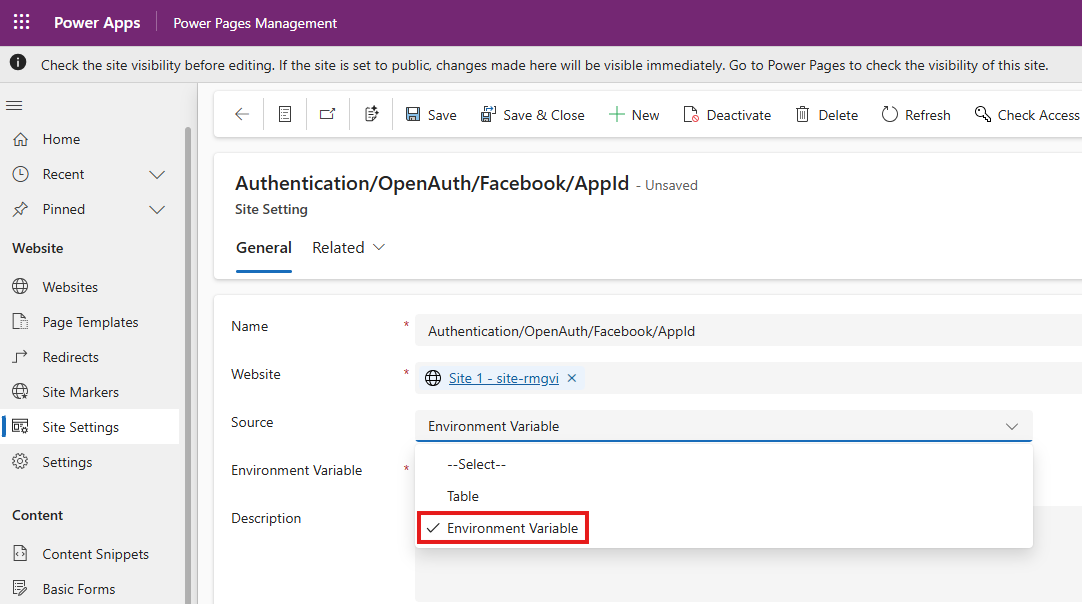 Power Apps
Power Pages Management
Check the site visibility before editing. If the site is set to public, changes made here will be visible immediately. Go to Power Pages to check the visibility of this site.
Home
Recent
Pinned
Website
Websites
Page Templates
Redirects
Site Markers
Site Settings
Settings
Content
Content Snippets
Basic Forms
Save
Save & Close
New
Deactivate
Delete
Refresh
Check Access
Authentication/OpenAuth/Facebook/AppId - Unsaved
Site Setting
General
Related
Name *
Authentication/OpenAuth/Facebook/AppId
Website *
Site 1 - site-rmgvi
Source
Environment Variable
Environment Variable *
--Select--
Table
Environment Variable
Description